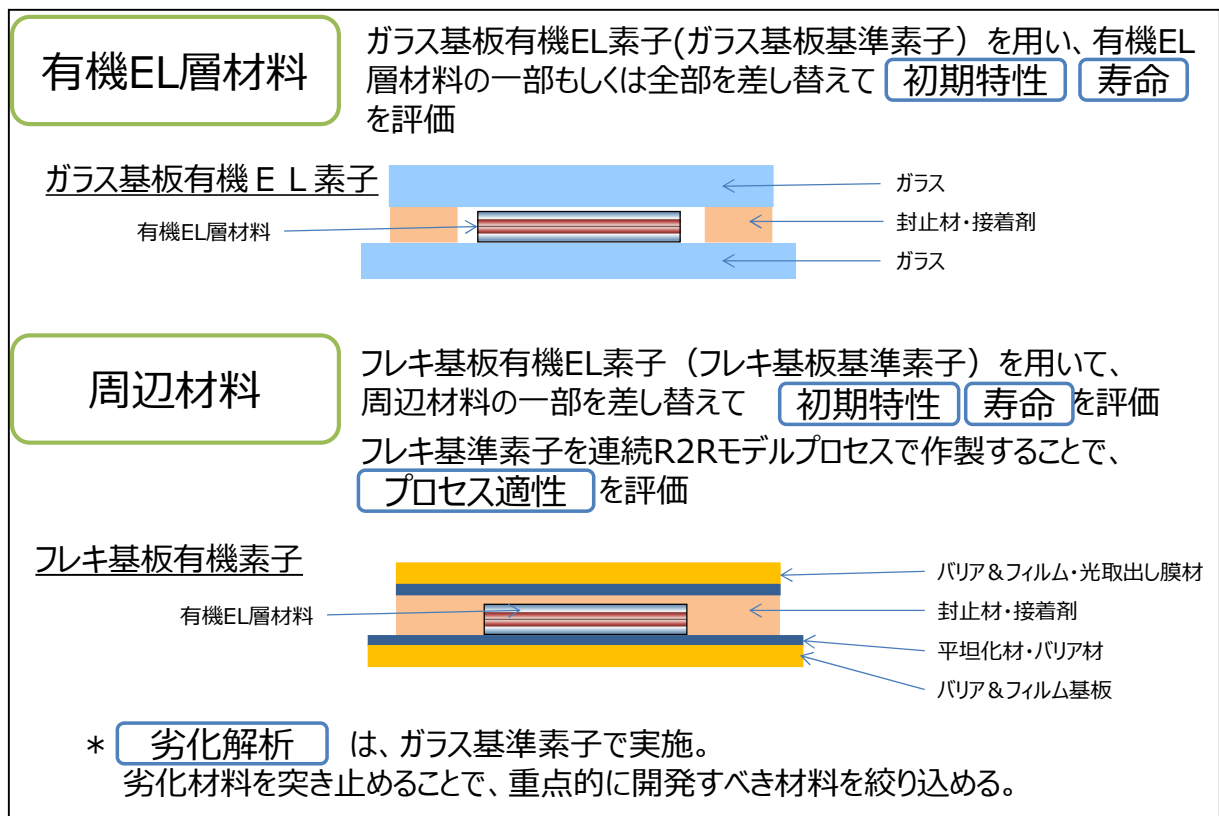 有機EL層材料
ガラス基板有機EL素子(ガラス基板基準素子）を用い、有機EL
層材料の一部もしくは全部を差し替えて 初期特性 寿命
を評価
ガラス基板有機ＥＬ素子
ガラス
有機EL層材料
封止材・接着剤
ガラス
周辺材料
フレキ基板有機EL素子（フレキ基板基準素子）を用いて、
周辺材料の一部を差し替えて 初期特性 寿命 を評価
フレキ基準素子を連続R2Rモデルプロセスで作製することで、
プロセス適性 を評価
フレキ基板有機素子
バリア＆フィルム・光取出し膜材
有機EL層材料
封止材・接着剤
平坦化材・バリア材
バリア＆フィルム基板
＊ 劣化解析 は、ガラス基準素子で実施。
劣化材料を突き止めることで、重点的に開発すべき材料を絞り込める。